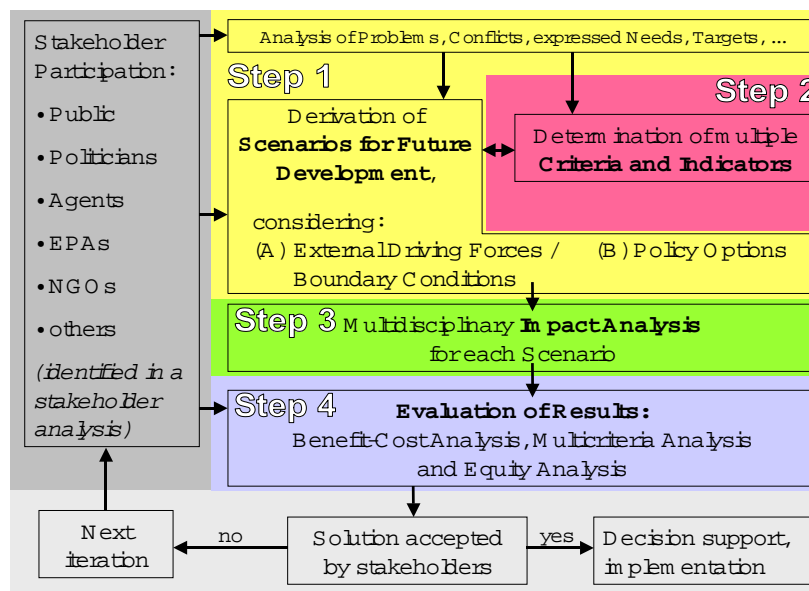 Stakeholder
Participation:
•Public
•Politicians
•Agents
•EPAs
•NGOs
•others
(identified in a
stakeholder
analysis)
Analysis of Problems, Conflicts, expressed Needs, Targets, ...
Step 1
Derivation of
Scenarios for Future
Development,
considering:
(A) External Driving Forces /
Boundary Conditions
(B) Policy Options
Step 2
Determination of multiple
Criteria and Indicators
Step 3
Multidisciplinary Impact Analysis
for each Scenario
Step 4
Evaluation of Results:
Benefit-Cost Analysis, Multicriteria Analysis
and Equity Analysis
Next
iteration
no
Solution accepted
by stakeholders
yes
Decision support,
implementation